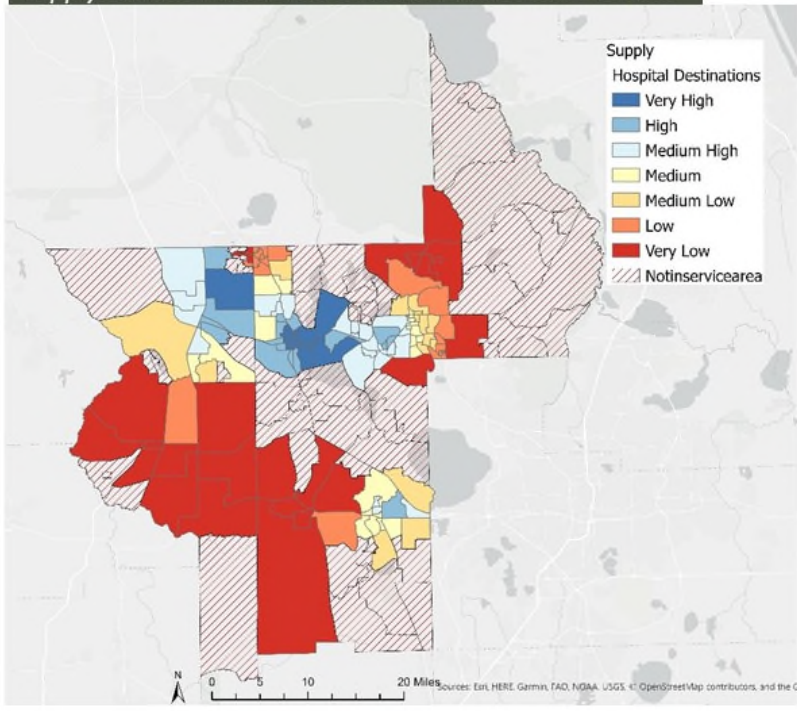 Supply
Hospital Destinations
Very High
High
Medium High
Medium
Medium Low
Low
Very Low
Notinservicearea
N
0 5 10 20 Miles
Sources: Esri, HERE, Garmin, FAO, NOAA, USGS, © OpenStreetMap contributors, and the G